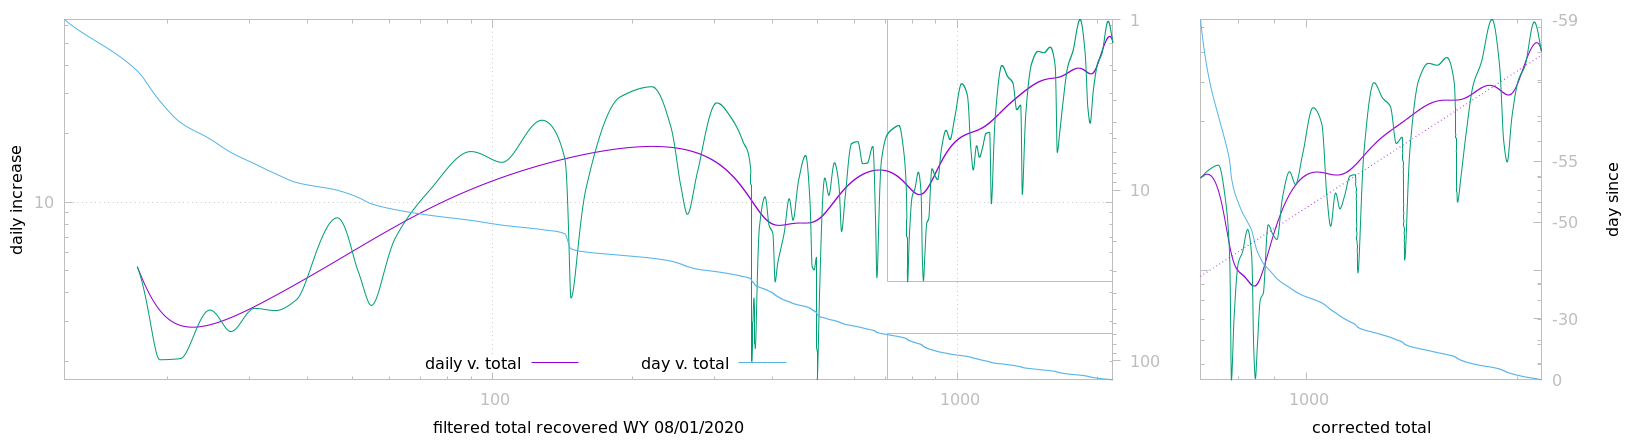 1
-59
daily increase
10
10
-55
-50
day since
-30
daily v. total
day v. total
100
0
100
1000
1000
filtered total recovered WY 08/01/2020
corrected total